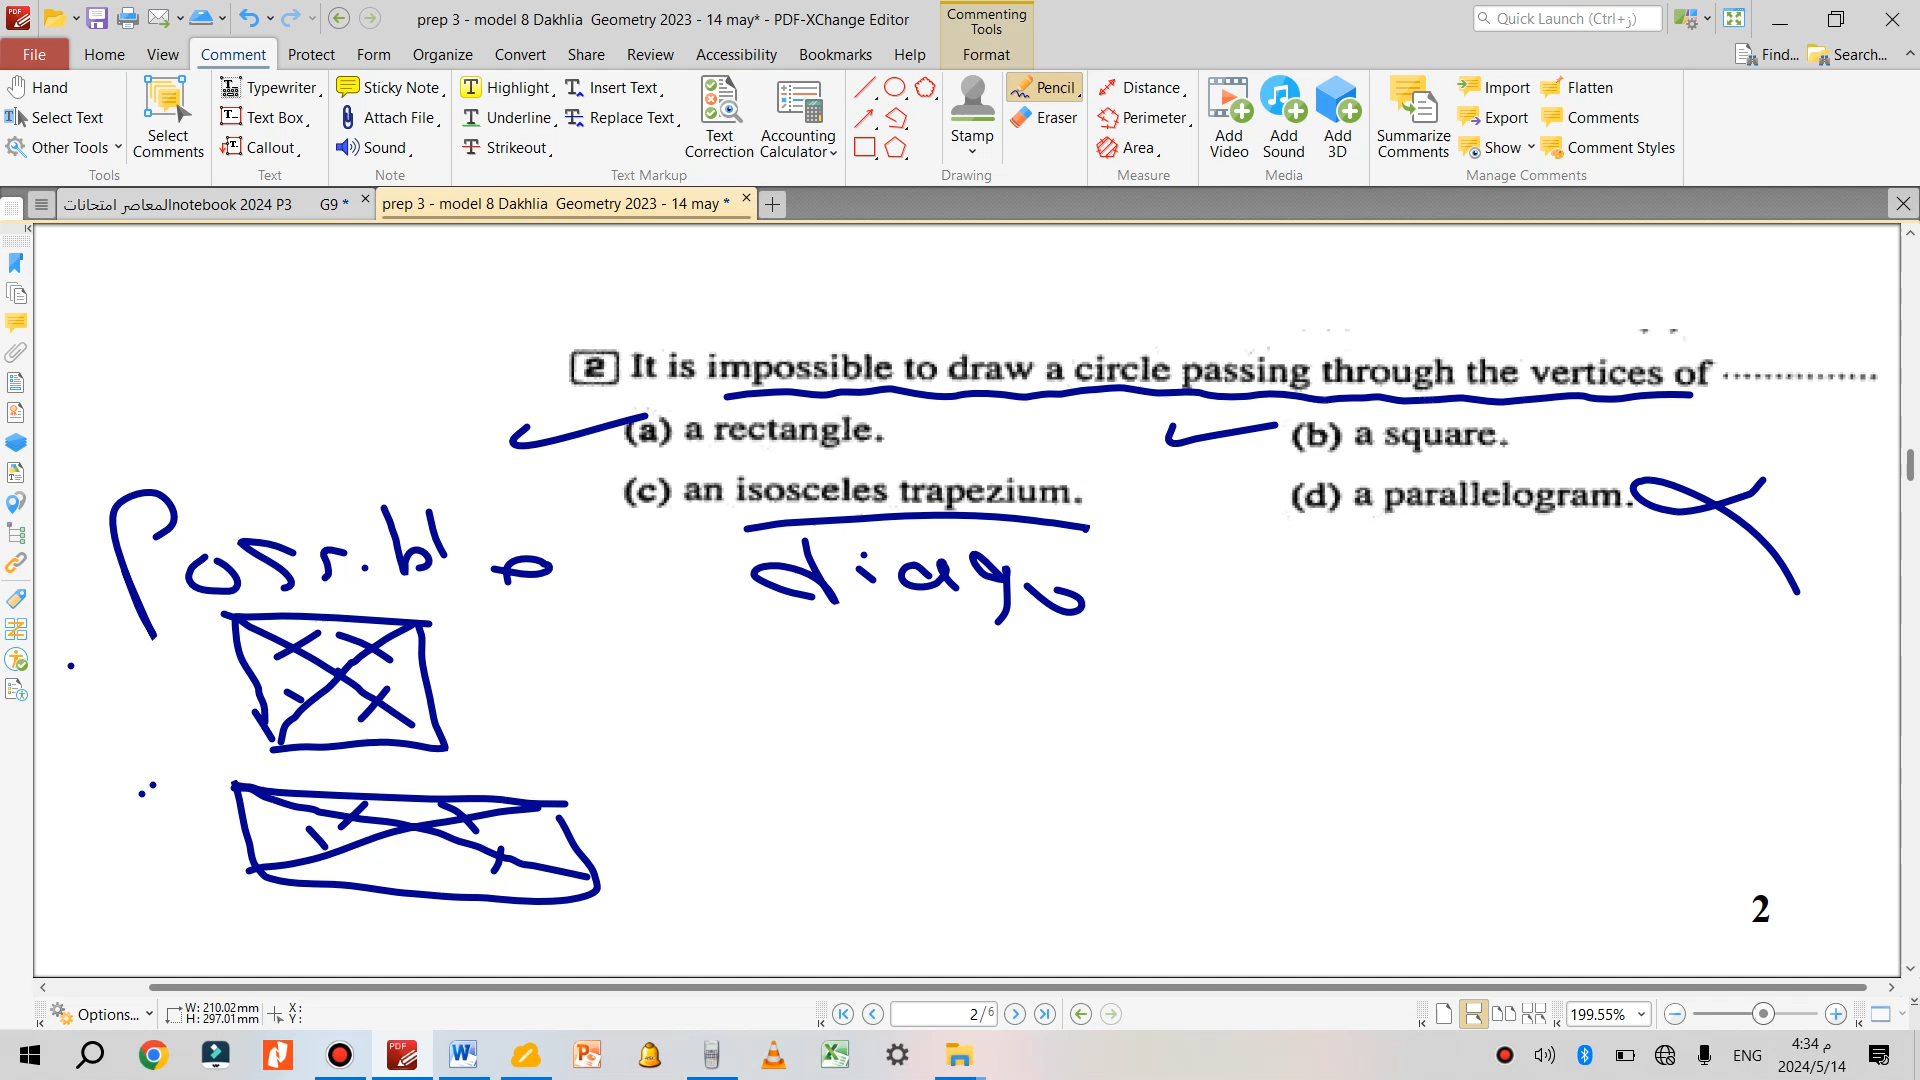 prep 3 - model 8 Dakhlia  Geometry 2023 - 14 may* - PDF-XChange Editor
Commenting Tools
Quick Launch (Ctrl+ز)
File Home View Comment Protect Form Organize Convert Share Review Accessibility Bookmarks Help Format Find... Search...
Hand Typewriter Sticky Note Highlight Insert Text Pencil Distance Import Flatten
Select Text Text Box Attach File Underline Replace Text Eraser Perimeter Export Comments
Other Tools Callout Sound Strikeout Area Show Comment Styles
Select Comments Text Correction Accounting Calculator Stamp Add Video Add Sound Add 3D Summarize Comments
Tools Text Note Text Markup Drawing Measure Media Manage Comments
المعاصر امتحانات notebook 2024 P3 G9 * prep 3 - model 8 Dakhlia  Geometry 2023 - 14 may *
2 It is impossible to draw a circle passing through the vertices of ...............
(a) a rectangle. (b) a square.
(c) an isosceles trapezium. (d) a parallelogram.
Possible diago
2
Options... W: 210.02mm H: 297.01mm X: Y: 2/6 199.55%
ENG 4:34 م 2024/5/14